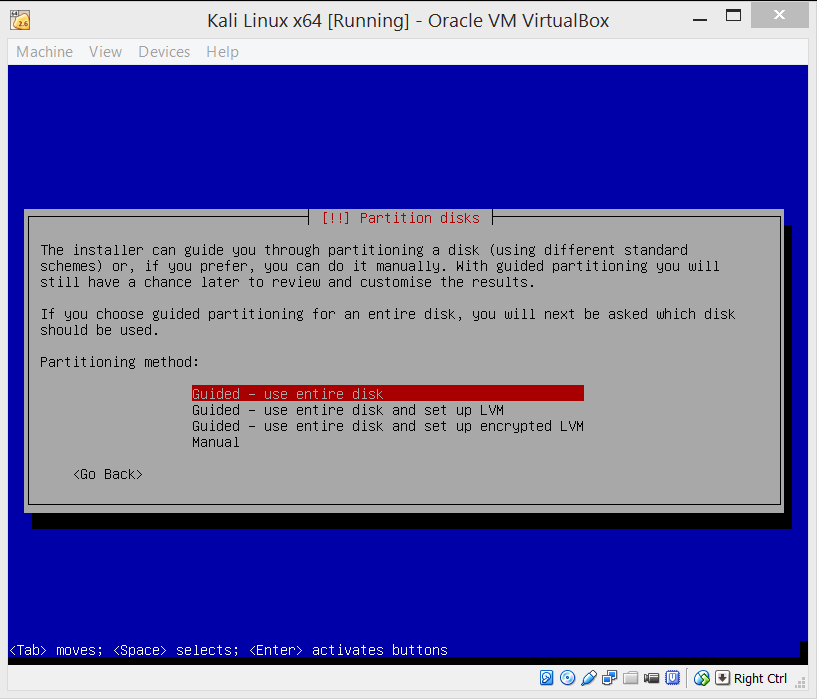 Kali Linux x64 [Running] - Oracle VM VirtualBox
Machine View Devices Help
[!!] Partition disks
The installer can guide you through partitioning a disk (using different standard
schemes) or, if you prefer, you can do it manually. With guided partitioning you will
still have a chance later to review and customise the results.
If you choose guided partitioning for an entire disk, you will next be asked which disk
should be used.
Partitioning method:
Guided - use entire disk
Guided - use entire disk and set up LVM
Guided - use entire disk and set up encrypted LVM
Manual
<Go Back>
<Tab> moves; <Space> selects; <Enter> activates buttons
Right Ctrl